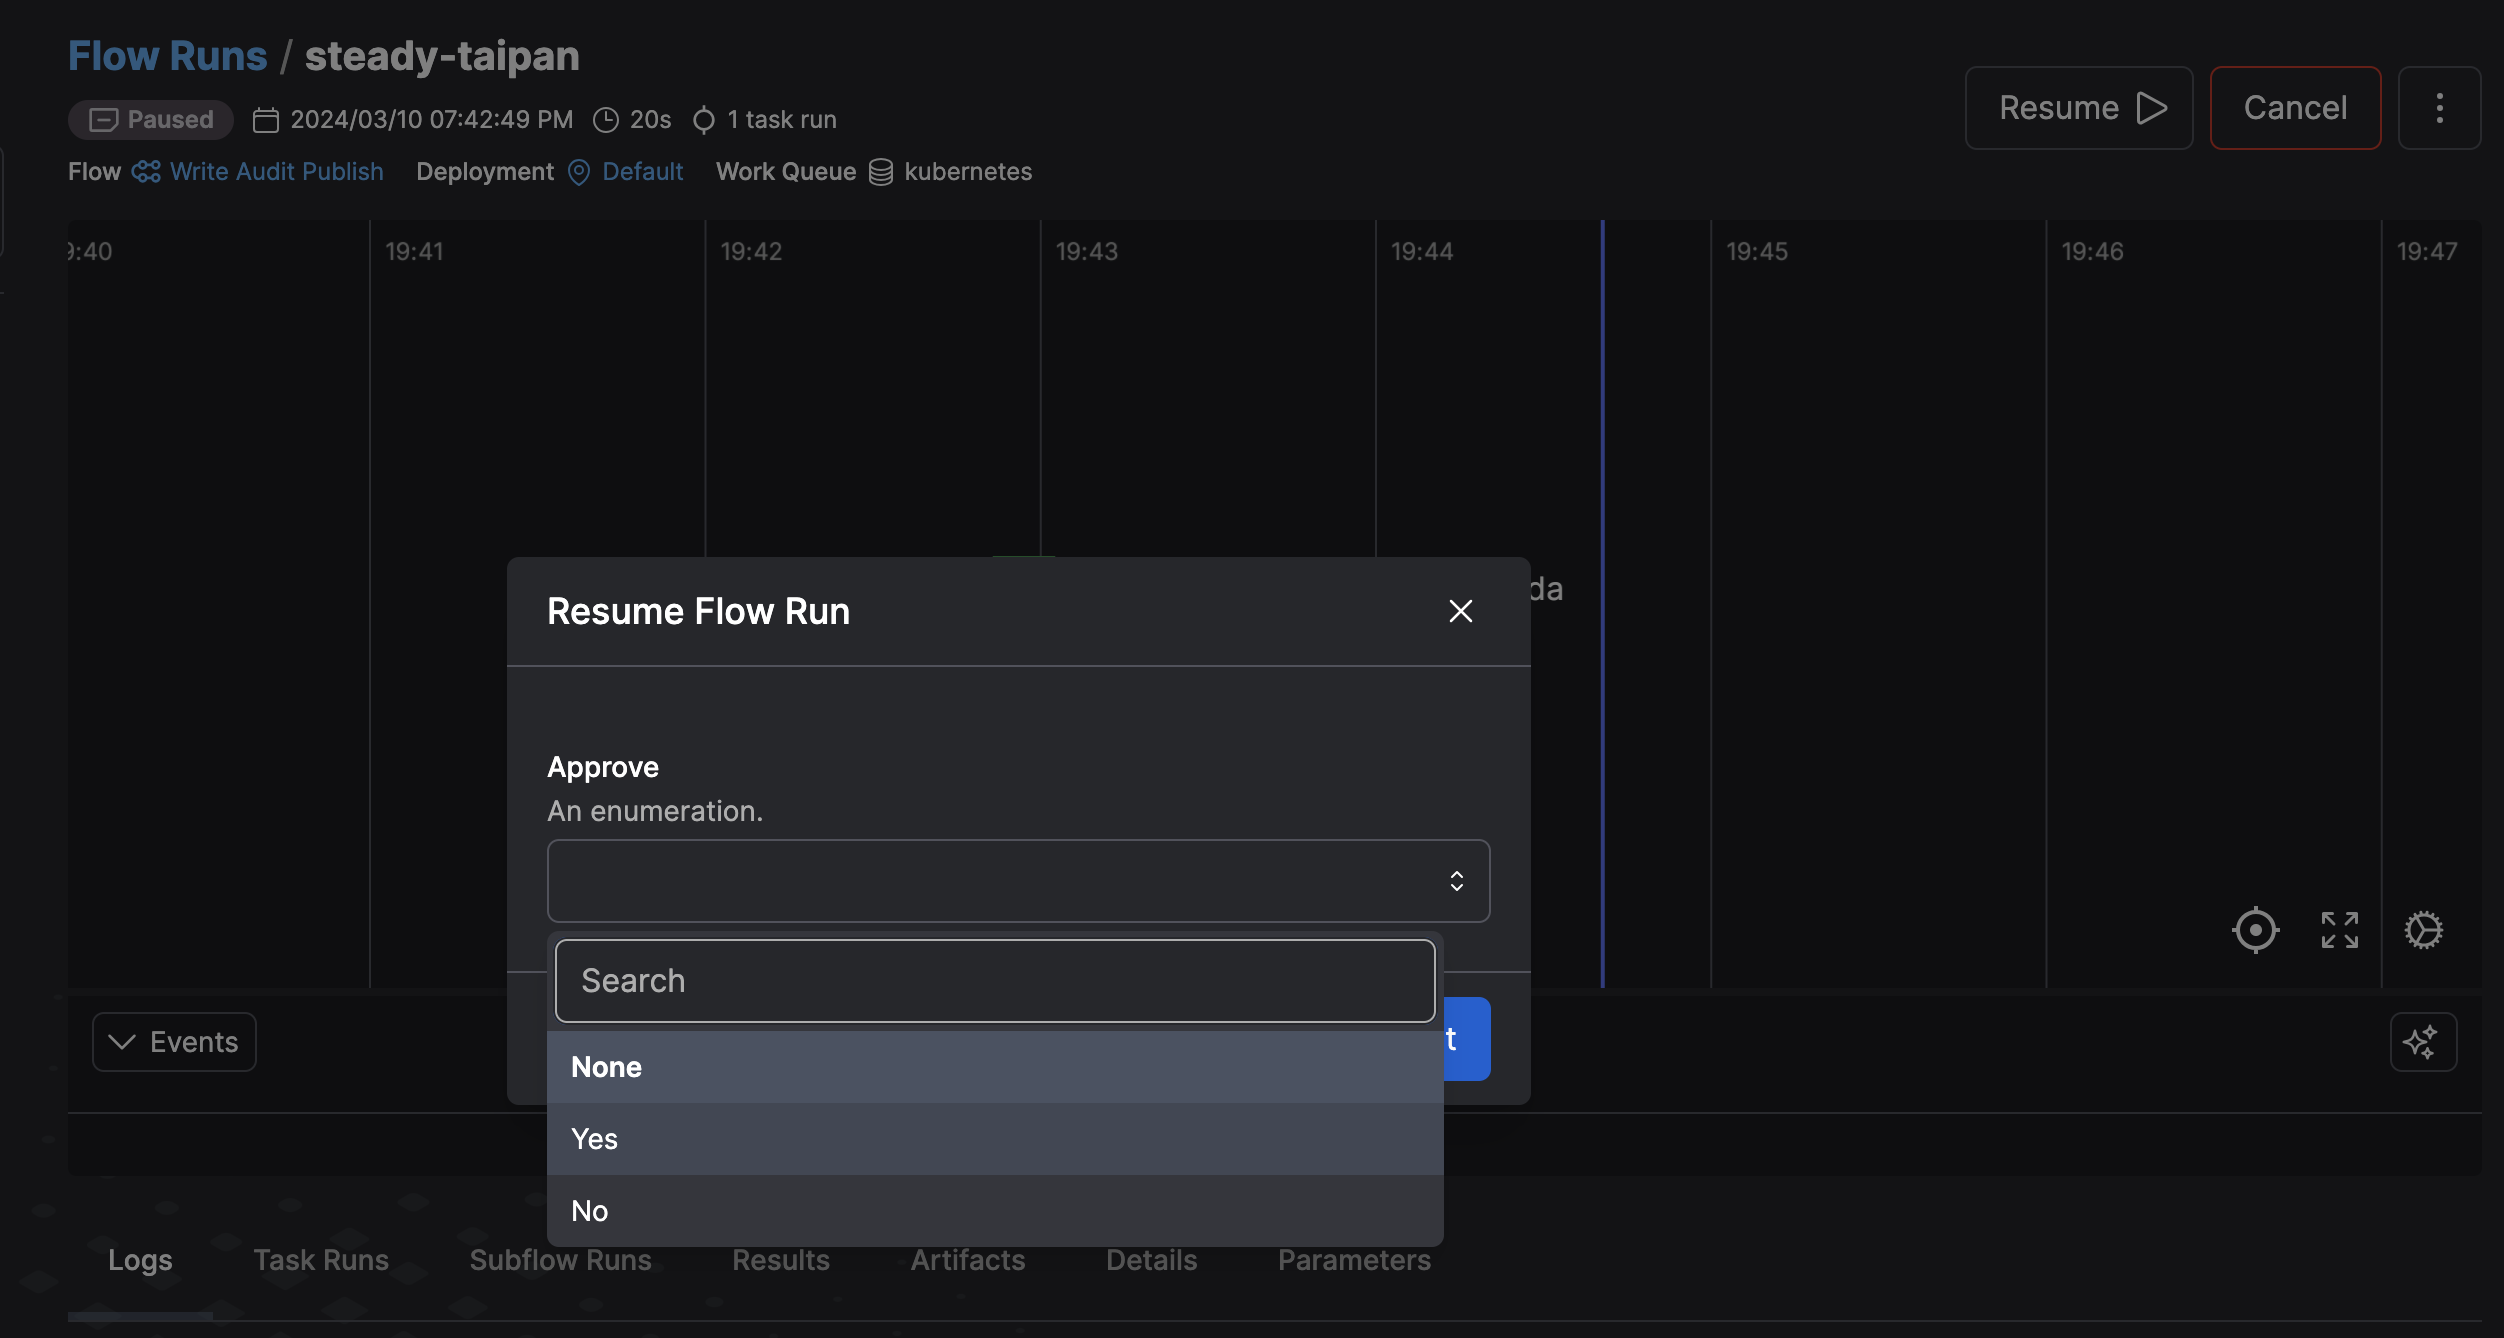 Flow Runs / steady-taipan
Paused 2024/03/10 07:42:49 PM 20s 1 task run
Resume Cancel
Flow Write Audit Publish Deployment Default Work Queue kubernetes
9:40 19:41 19:42 19:43 19:44 19:45 19:46 19:47
da
Resume Flow Run
Approve
An enumeration.
Search
t
None
Yes
No
Events
Logs Task Runs Subflow Runs Results Artifacts Details Parameters